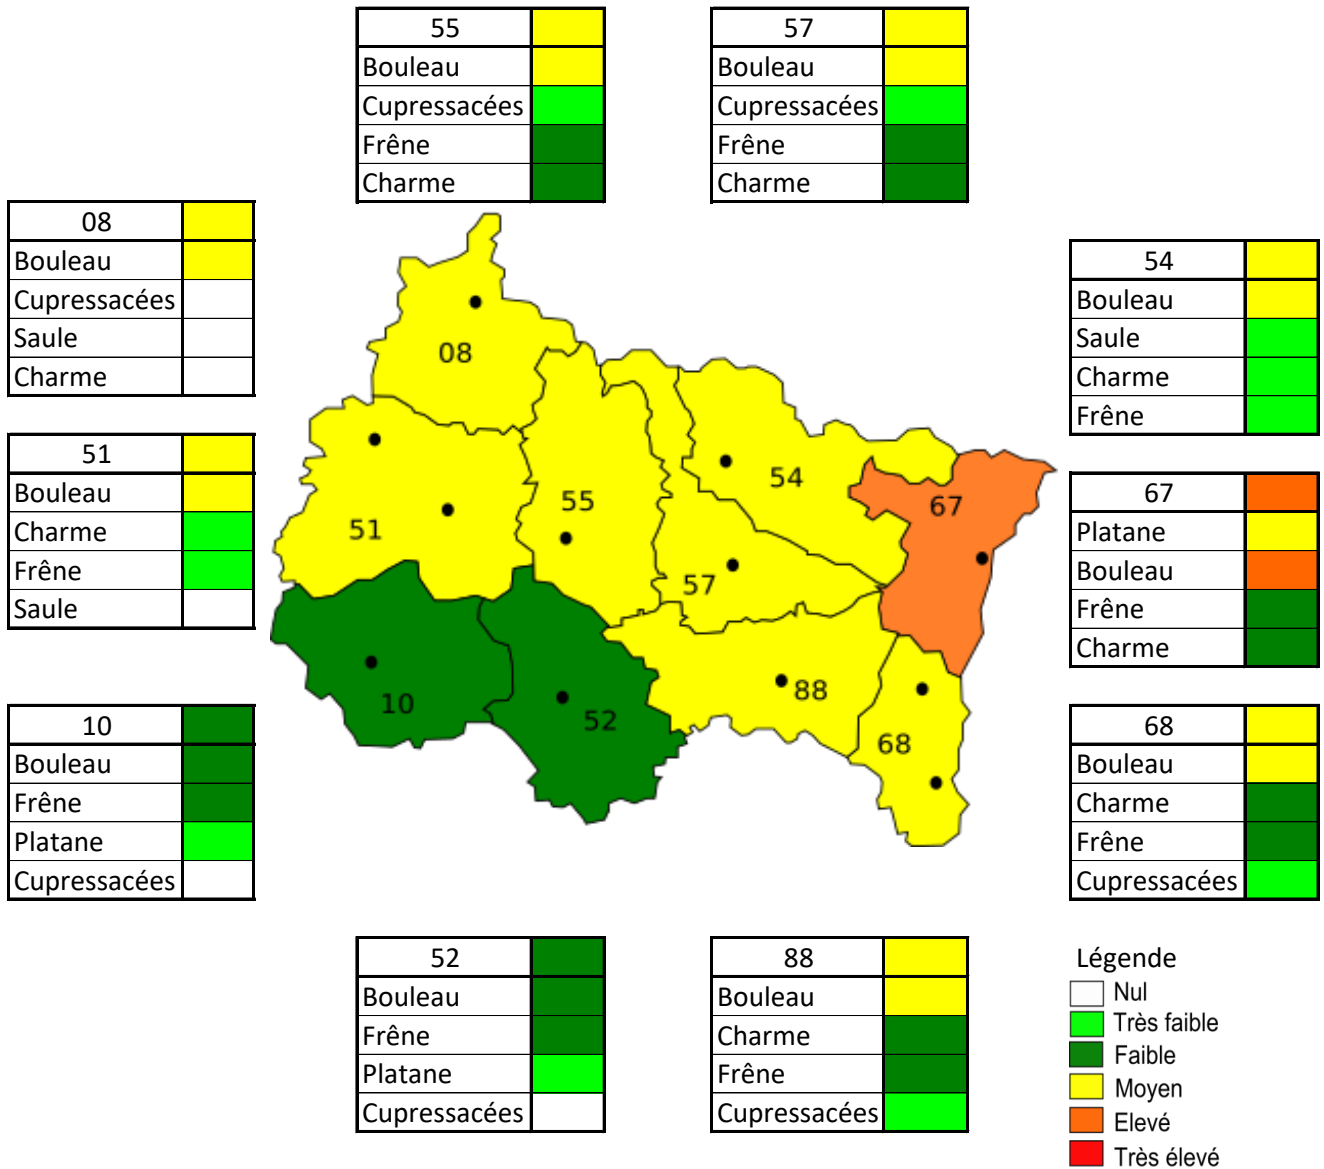 55
Bouleau
Cupressacées
Frêne
Charme
57
Bouleau
Cupressacées
Frêne
Charme
08
Bouleau
Cupressacées
Saule
Charme
51
Bouleau
Charme
Frêne
Saule
10
Bouleau
Frêne
Platane
Cupressacées
08
51
55
54
67
57
10
52
88
68
54
Bouleau
Saule
Charme
Frêne
67
Platane
Bouleau
Frêne
Charme
68
Bouleau
Charme
Frêne
Cupressacées
52
Bouleau
Frêne
Platane
Cupressacées
88
Bouleau
Charme
Frêne
Cupressacées
Légende
Nul
Très faible
Faible
Moyen
Elevé
Très élevé